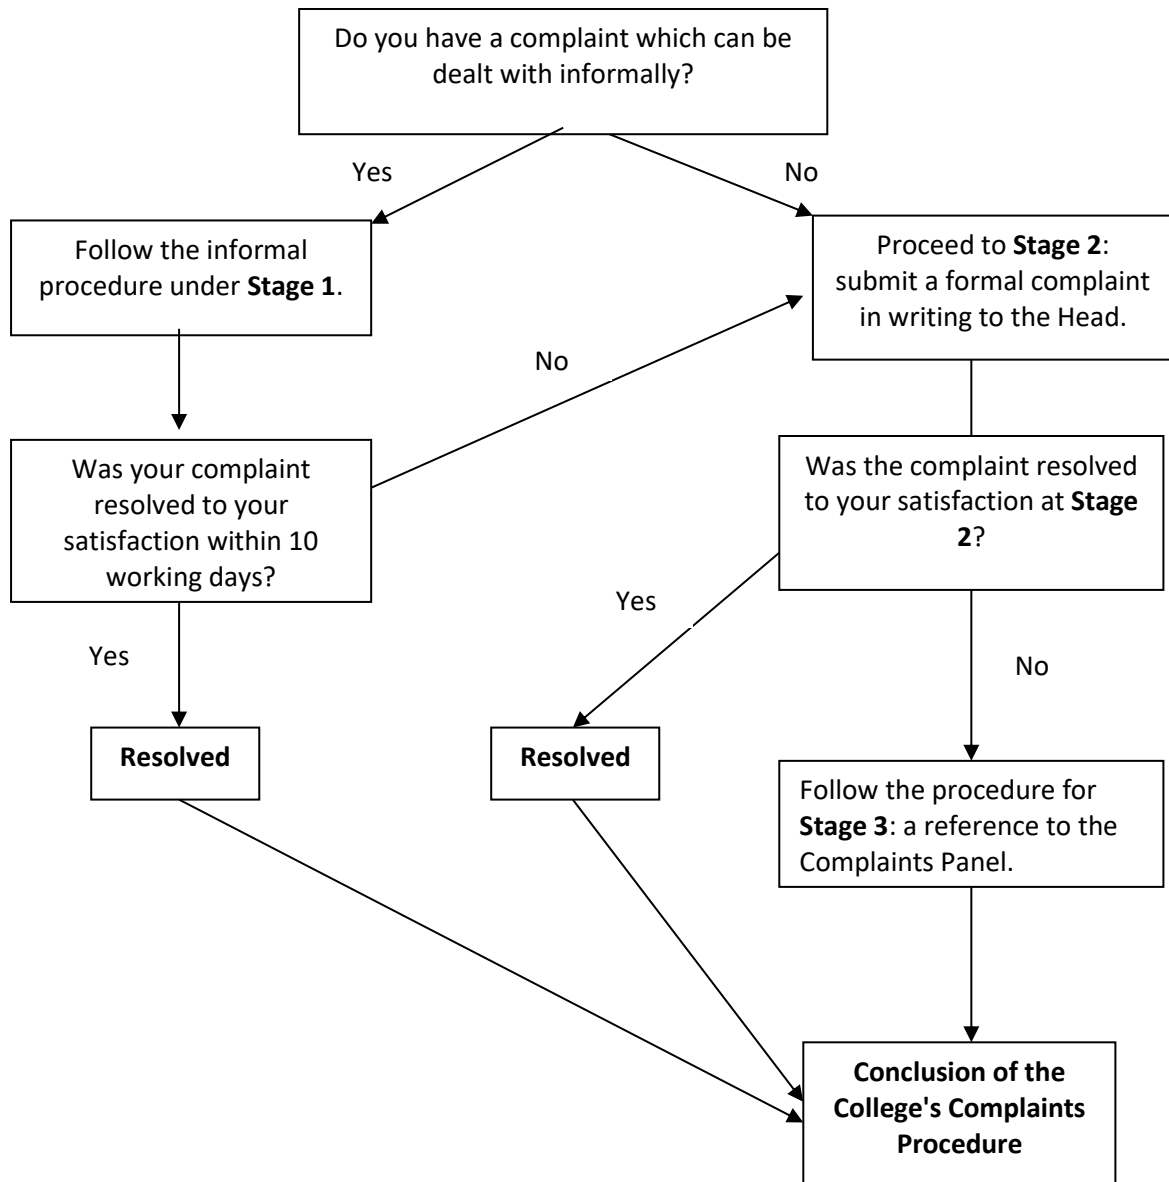 Do you have a complaint which can be
dealt with informally?
Yes
No
Follow the informal
procedure under Stage 1.
Proceed to Stage 2:
submit a formal complaint
in writing to the Head.
No
Was your complaint
resolved to your
satisfaction within 10
working days?
Was the complaint resolved
to your satisfaction at Stage
2?
Yes
Yes
No
Resolved
Resolved
Follow the procedure for
Stage 3: a reference to the
Complaints Panel.
Conclusion of the
College's Complaints
Procedure